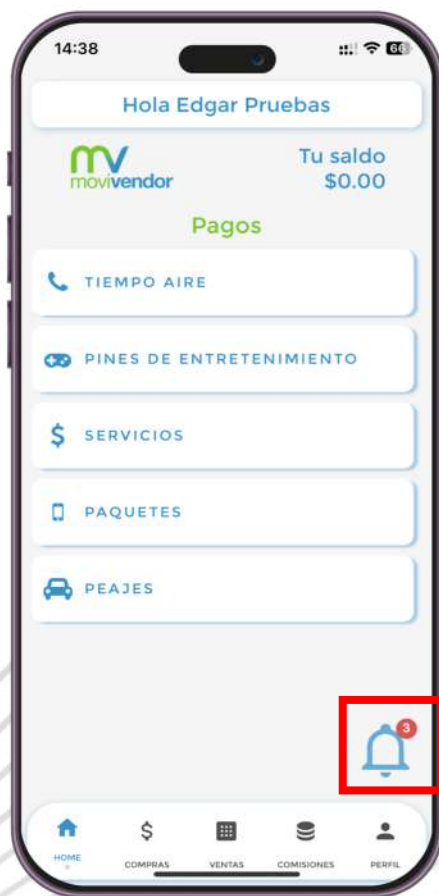 14:38
66
Hola Edgar Pruebas
movivendor
Tu saldo
$0.00
Pagos
TIEMPO AIRE
PINES DE ENTRETENIMIENTO
$ SERVICIOS
PAQUETES
PEAJES
3
$
HOME
COMPRAS
VENTAS
COMISIONES
PERFIL